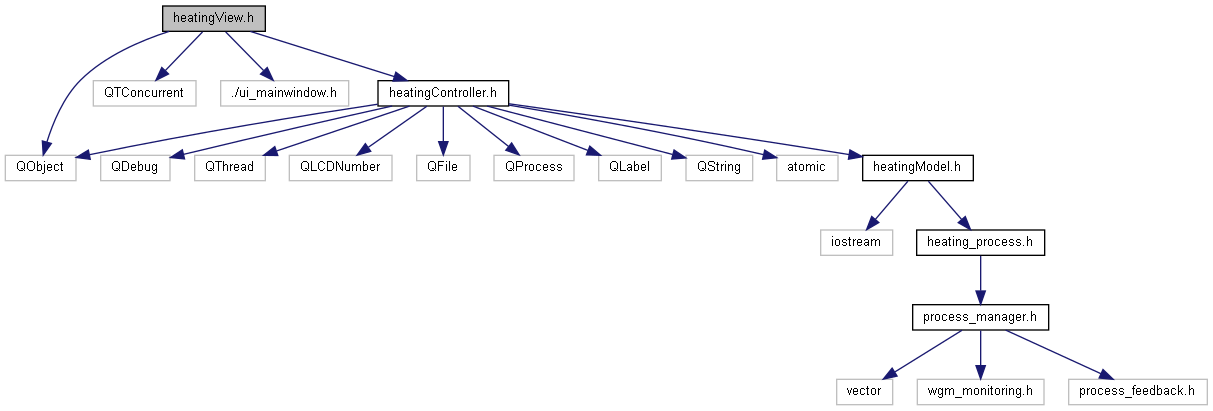 heatingView.h
QTConcurrent
./ui_mainwindow.h
heatingController.h
QObject
QDebug
QThread
QLCDNumber
QFile
QProcess
QLabel
QString
atomic
heatingModel.h
iostream
heating_process.h
process_manager.h
vector
wgm_monitoring.h
process_feedback.h